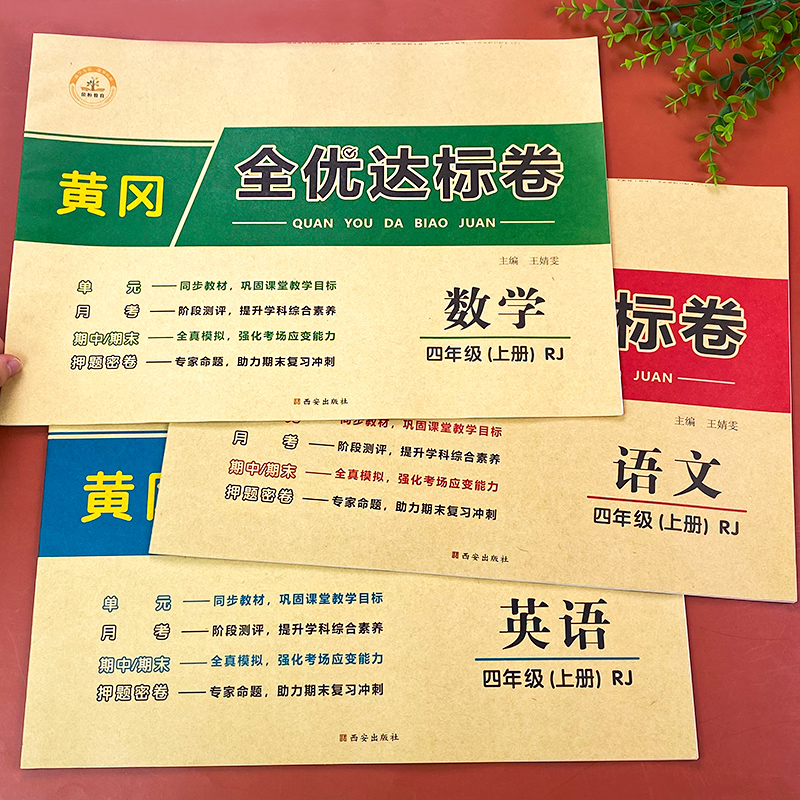 黄冈
全优达标卷
QUAN YOU DA BIAO JUAN
主编 王婧雯
单元——同步教材，巩固课堂教学目标
月考——阶段测评，提升学科综合素养
期中/期末——全真模拟，强化考场应变能力
押题密卷——专家命题，助力期末复习冲刺
数学
四年级(上册) RJ
西安出版社
标卷
JUAN
主编 王婧雯
元——同步教材，巩固课堂教学目标
月考——阶段测评，提升学科综合素养
期中/期末——全真模拟，强化考场应变能力
押题密卷——专家命题，助力期末复习冲刺
语文
四年级(上册) RJ
西安出版社
黄冈
单元——同步教材，巩固课堂教学目标
月考——阶段测评，提升学科综合素养
期中/期末——全真模拟，强化考场应变能力
押题密卷——专家命题，助力期末复习冲刺
英语
四年级(上册) RJ
西安出版社